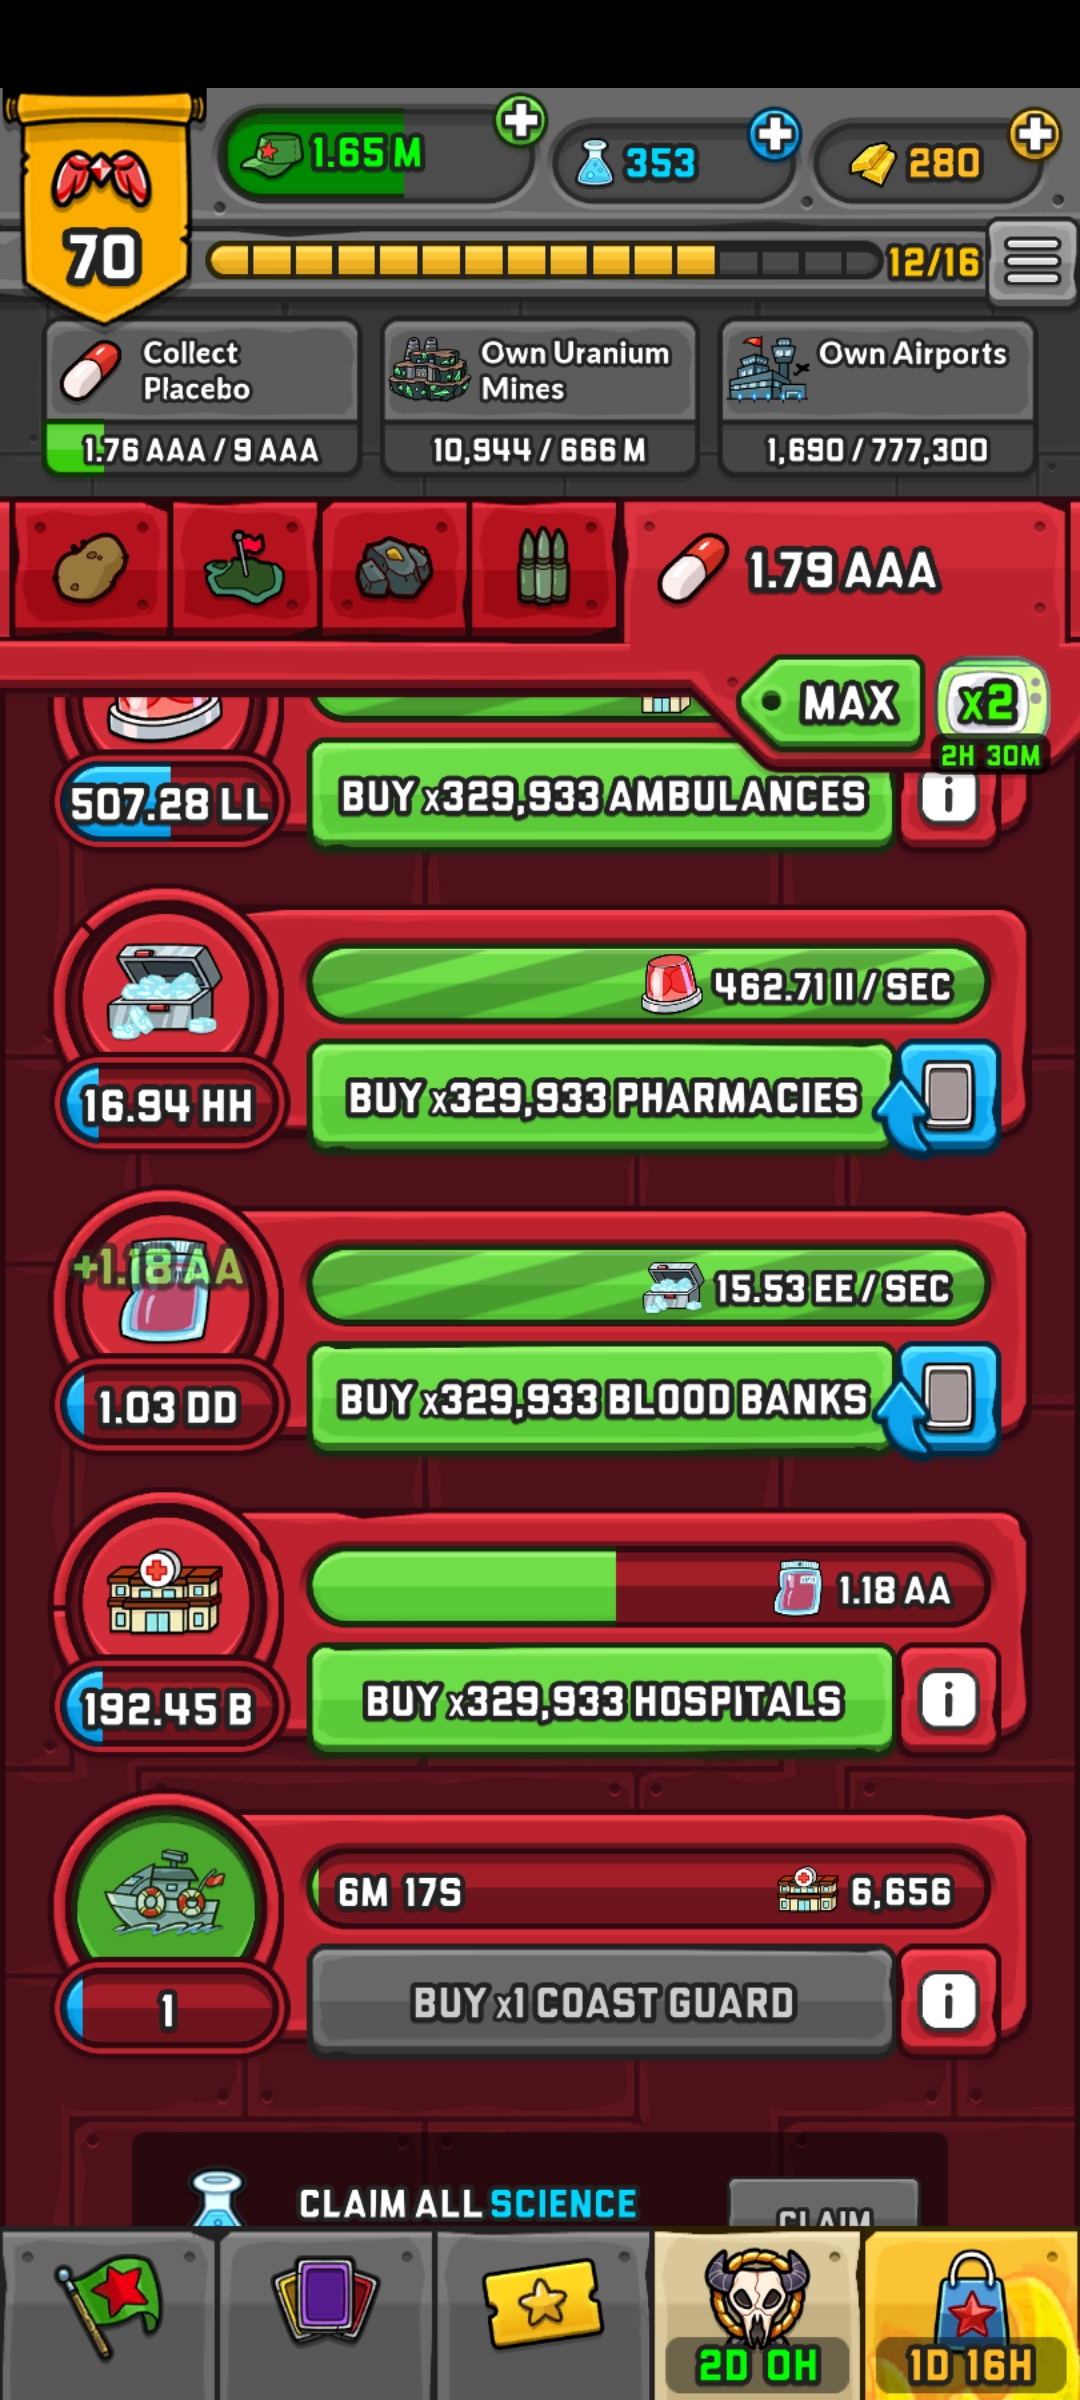 70
1.65 M
353
280
12/16
Collect
Placebo
1.76 AAA / 9 AAA
Own Uranium
Mines
10,944 / 666 M
Own Airports
1,690 / 777,300
1.79 AAA
MAX
x2
2H 30M
507.28 LL
BUY x329,933 AMBULANCES
i
462.71 II / SEC
16.94 HH
BUY x329,933 PHARMACIES
+1.18 AA
15.53 EE / SEC
1.03 DD
BUY x329,933 BLOOD BANKS
1.18 AA
192.45 B
BUY x329,933 HOSPITALS
i
6M 17S
6,656
1
BUY x1 COAST GUARD
i
CLAIM ALL SCIENCE
CLAIM
2D 0H
1D 16H